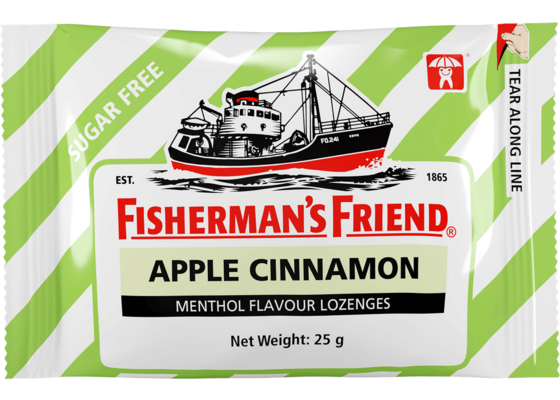 SUGAR FREE
TEAR ALONG LINE
FD.241
EST.
1865
FISHERMAN'S FRIEND®
APPLE CINNAMON
MENTHOL FLAVOUR LOZENGES
Net Weight: 25 g